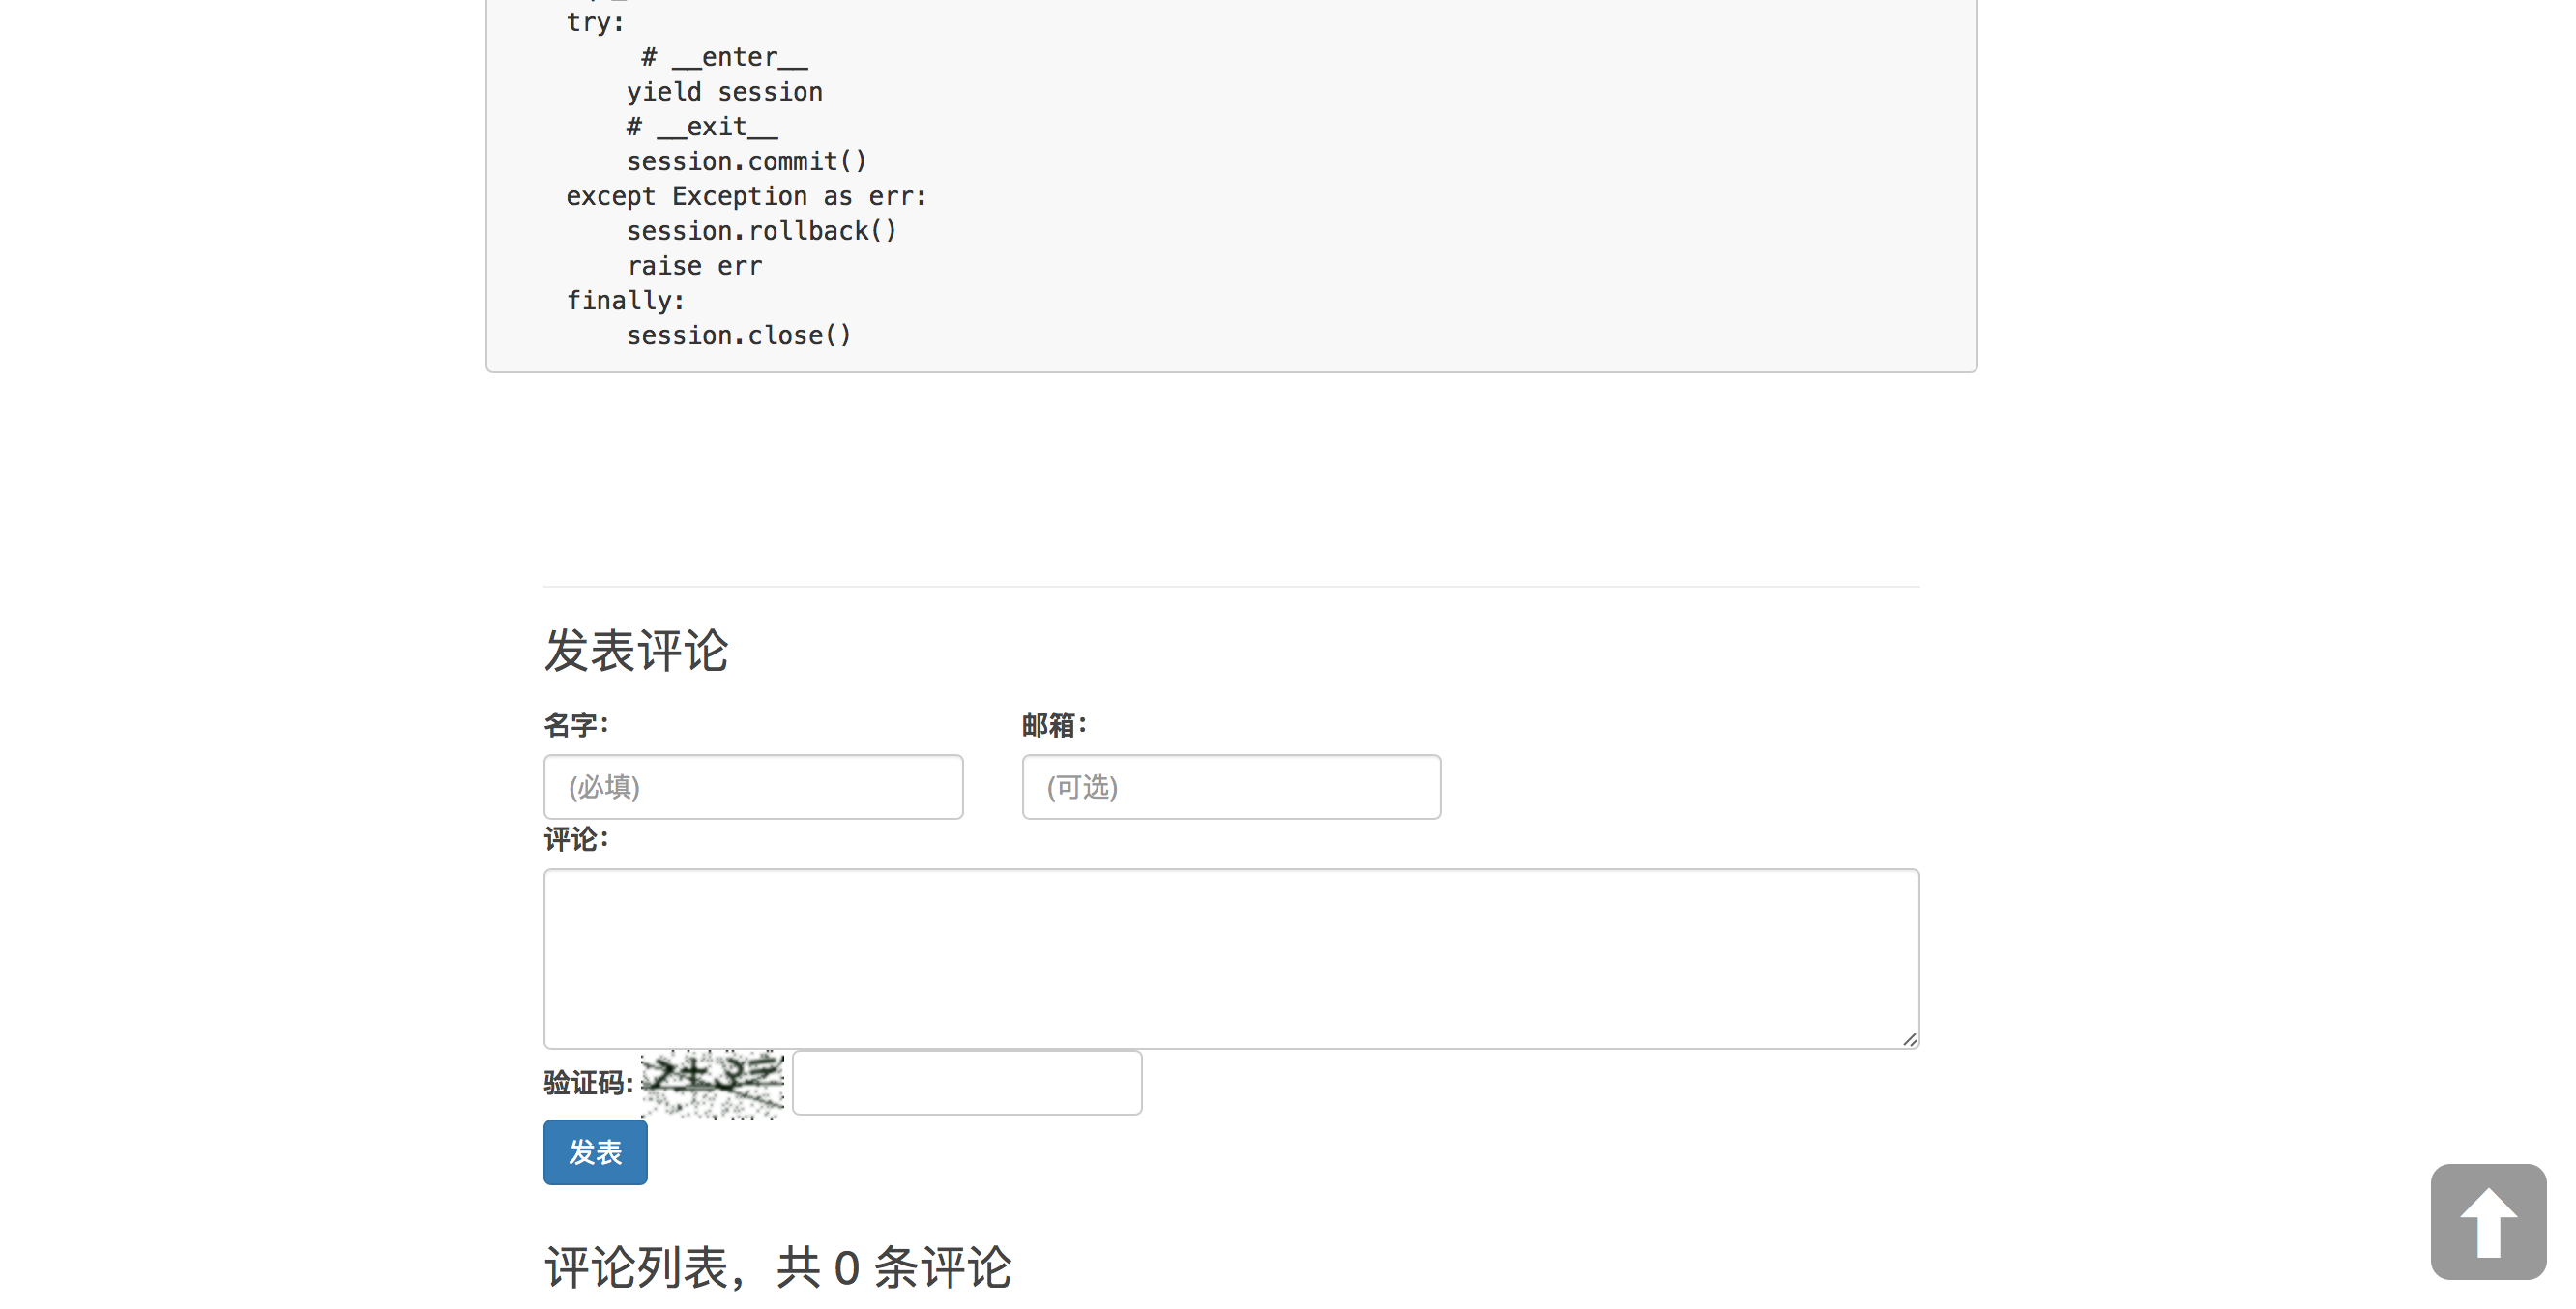 try:
# __enter__
yield session
# __exit__
session.commit()
except Exception as err:
session.rollback()
raise err
finally:
session.close()
发表评论
名字：
邮箱：
(必填)
(可选)
评论：
验证码:
发表
评论列表，共 0 条评论